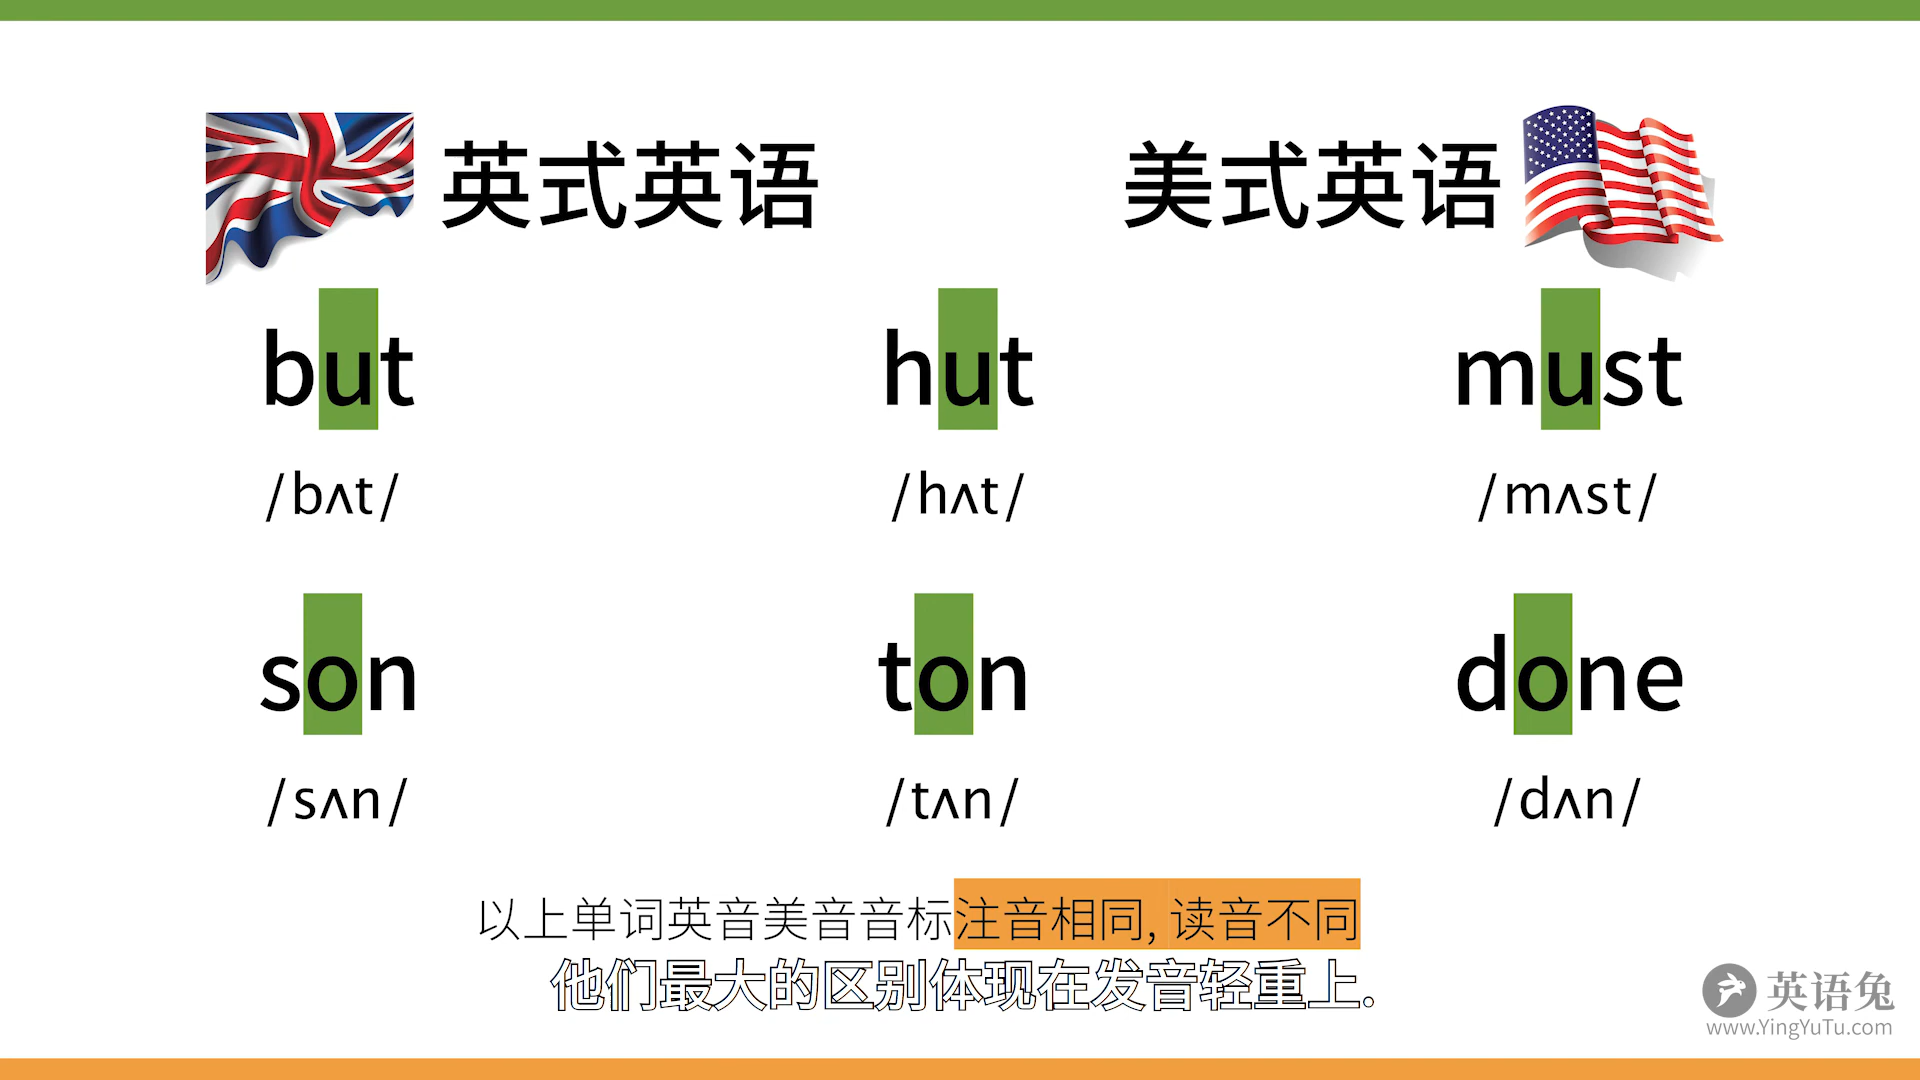 英式英语 美式英语
but hut must
/bʌt/ /hʌt/ /mʌst/
son ton done
/sʌn/ /tʌn/ /dʌn/
以上单词英音美音音标注音相同, 读音不同
他们最大的区别体现在发音轻重上.
英语兔
www.YingYuTu.com